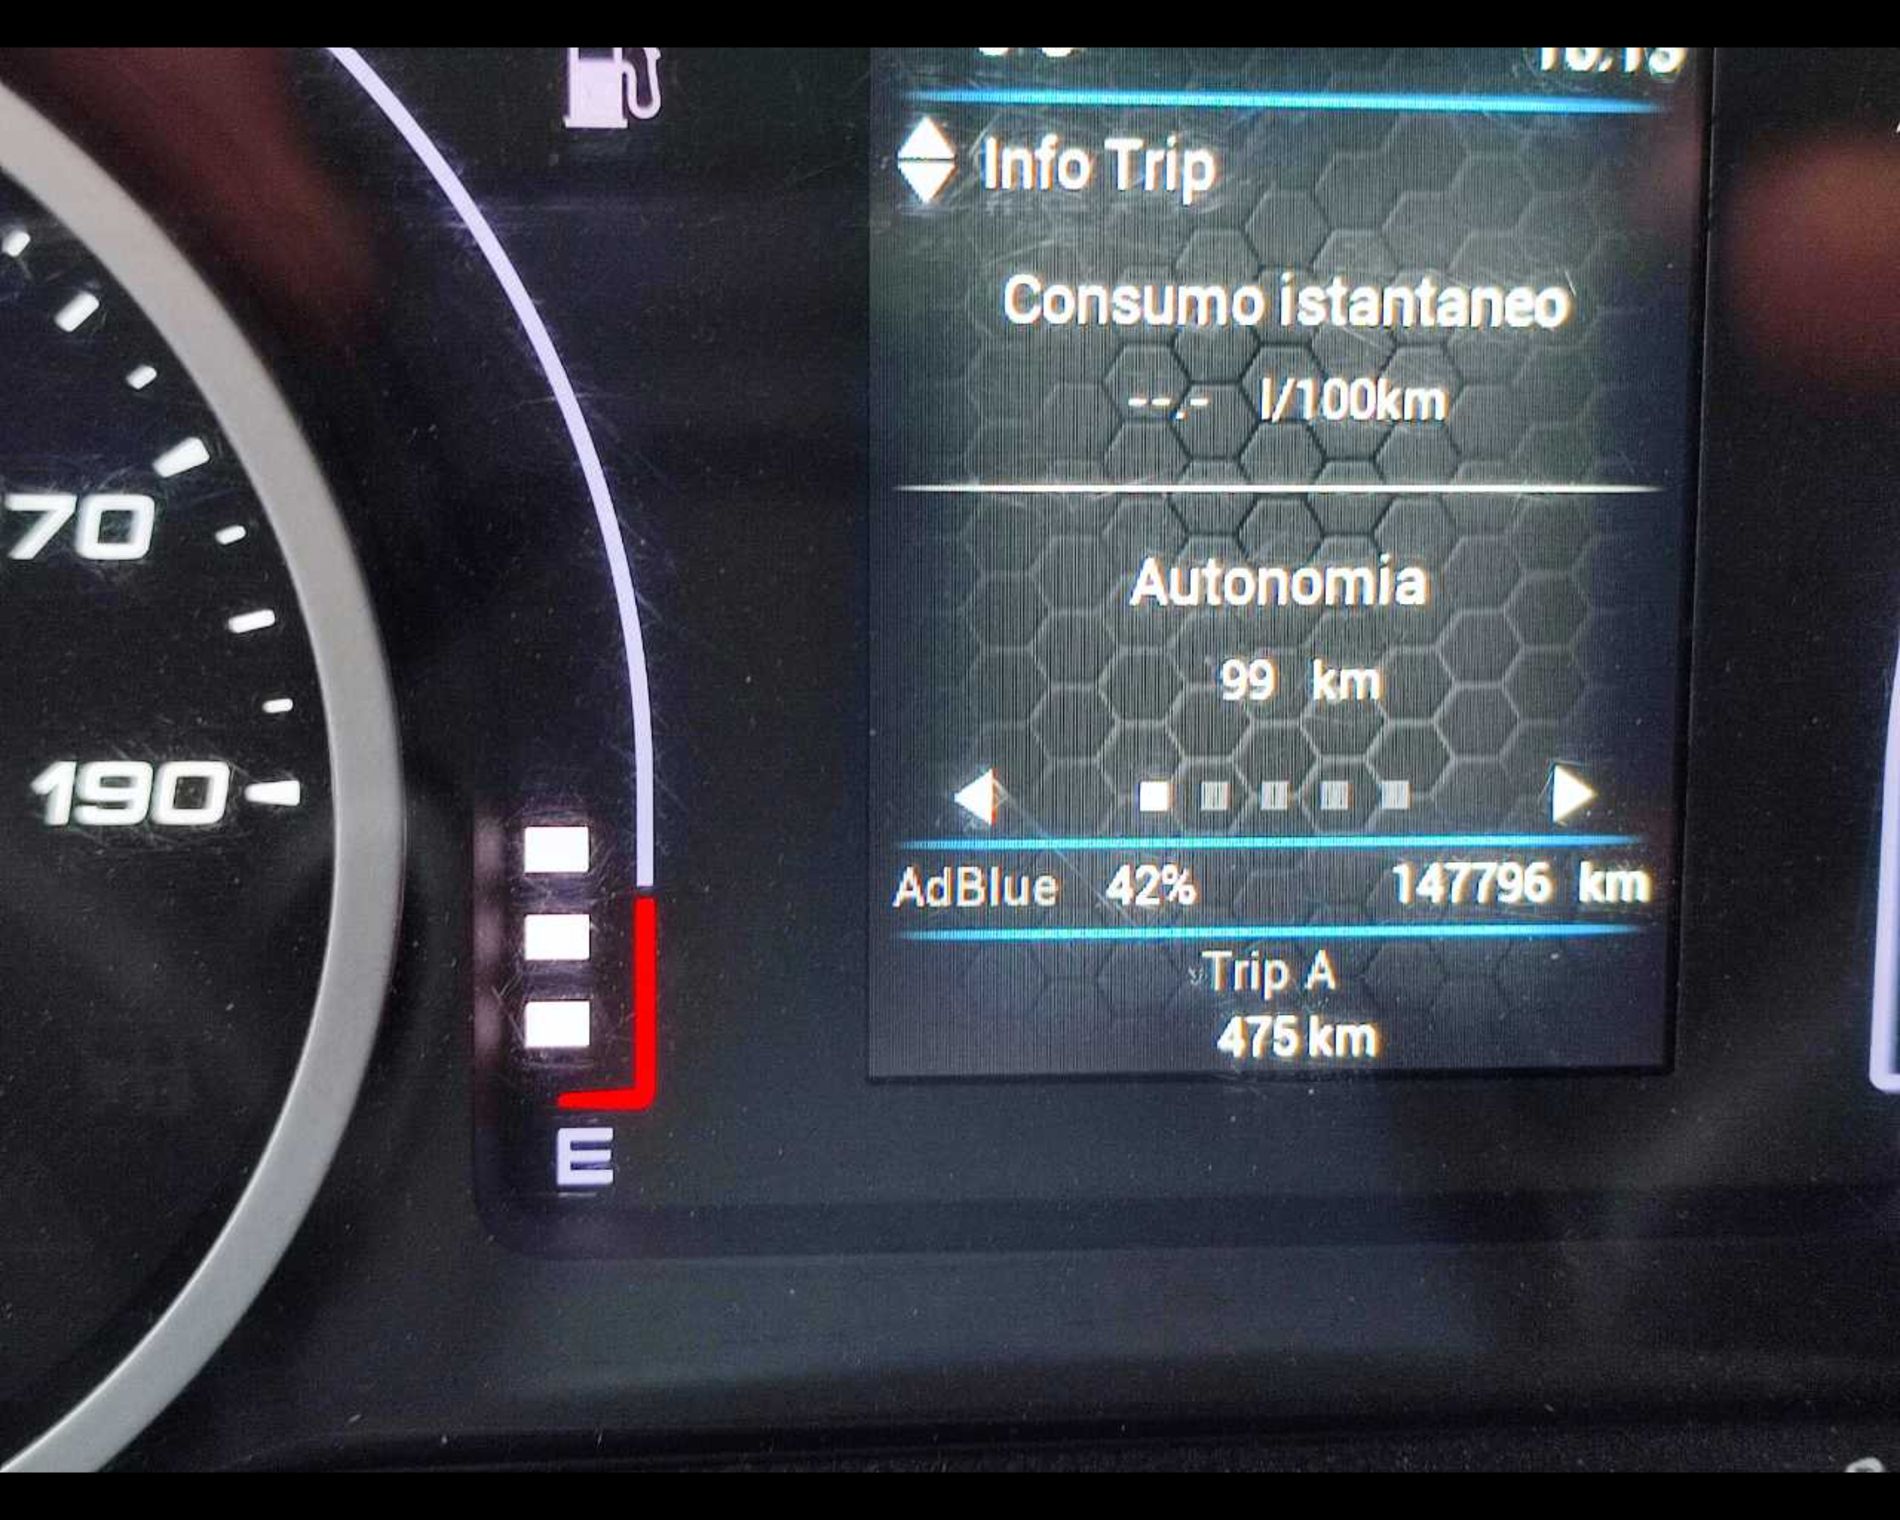 Info Trip
Consumo istantaneo
--.- l/100km
Autonomia
99 km
AdBlue 42% 147796 km
Trip A
475 km
70
190
E